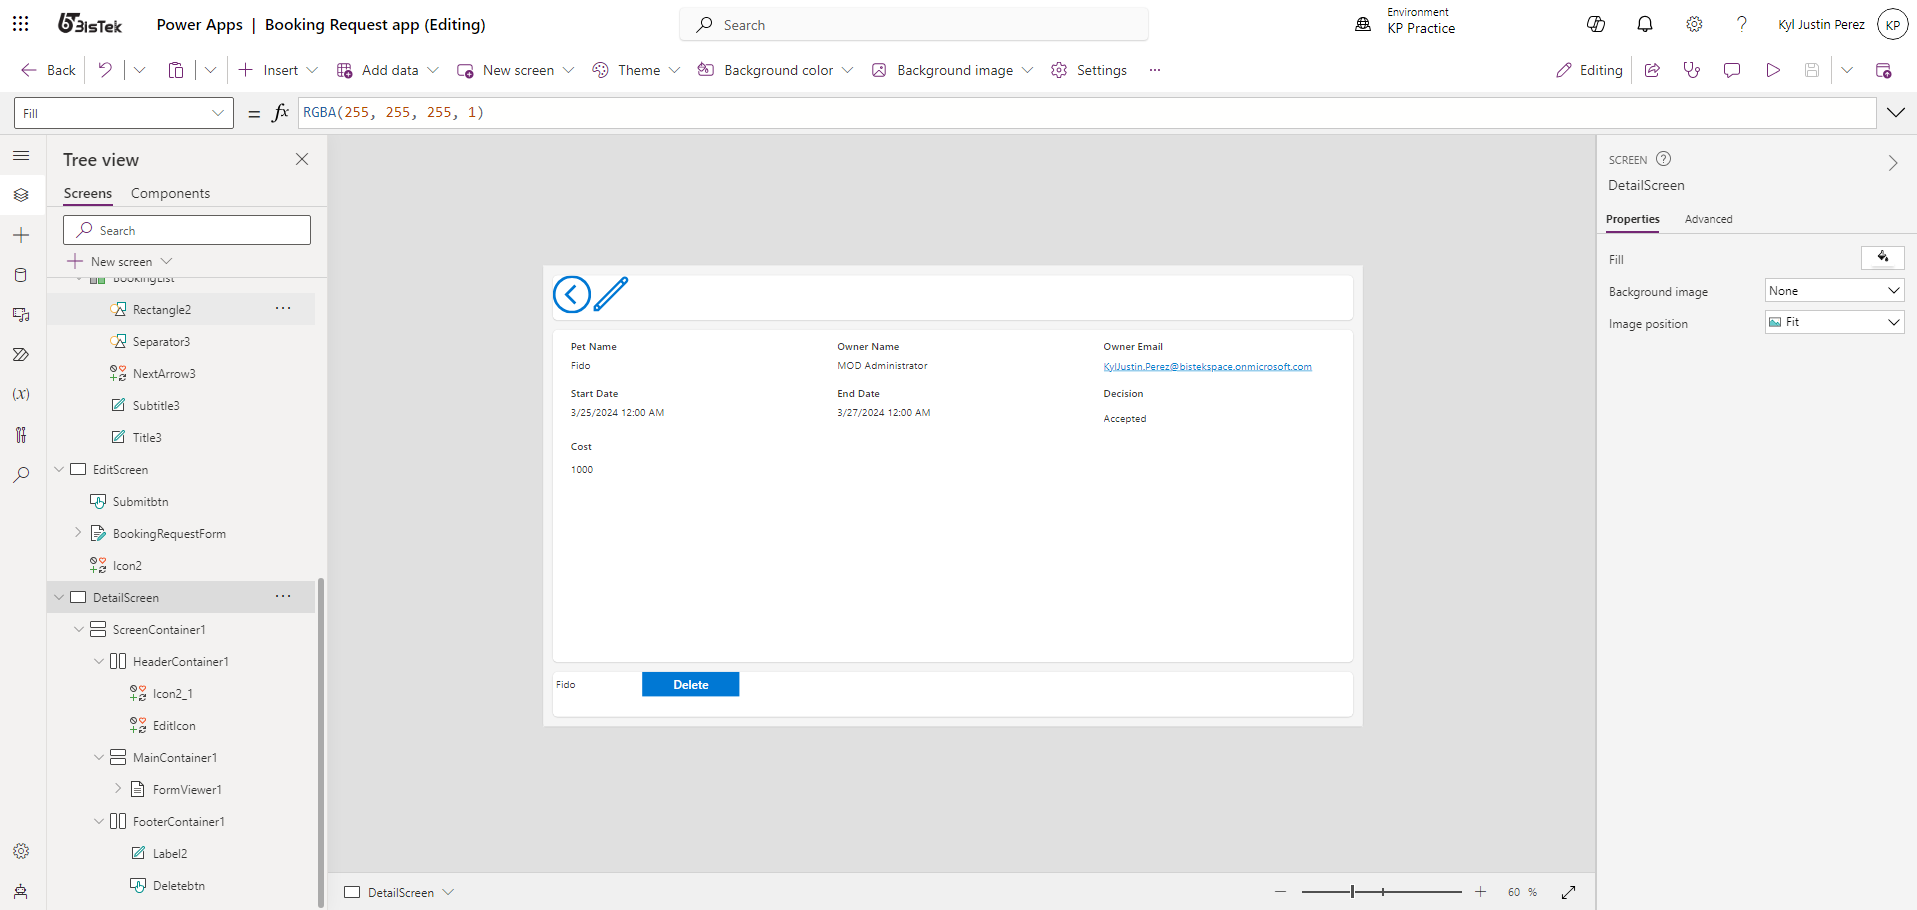 BisTek
Power Apps | Booking Request app (Editing)
Search
Environment
KP Practice
Kyl Justin Perez
KP
Back
Insert
Add data
New screen
Theme
Background color
Background image
Settings
Editing
Fill
= fx
RGBA(255, 255, 255, 1)
Tree view
Screens
Components
Search
New screen
BookingList
Rectangle2
Separator3
NextArrow3
Subtitle3
Title3
EditScreen
Submitbtn
BookingRequestForm
Icon2
DetailScreen
ScreenContainer1
HeaderContainer1
Icon2_1
EditIcon
MainContainer1
FormViewer1
FooterContainer1
Label2
Deletebtn
Pet Name
Owner Name
Owner Email
Fido
MOD Administrator
KylJustin.Perez@bistekspace.onmicrosoft.com
Start Date
End Date
Decision
3/25/2024 12:00 AM
3/27/2024 12:00 AM
Accepted
Cost
1000
Fido
Delete
DetailScreen
60 %
SCREEN
DetailScreen
Properties
Advanced
Fill
Background image
None
Image position
Fit